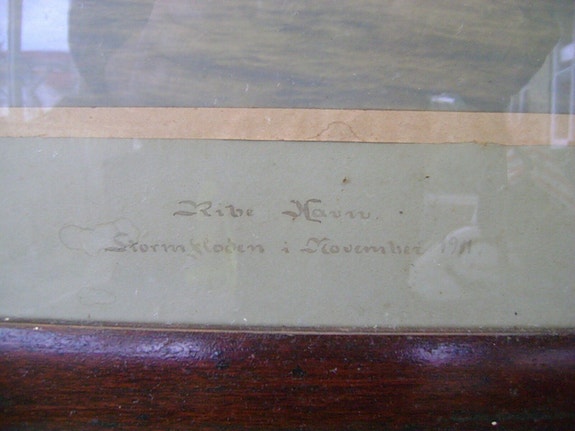 Ribe Havn.
Stormfloden i November 1911.